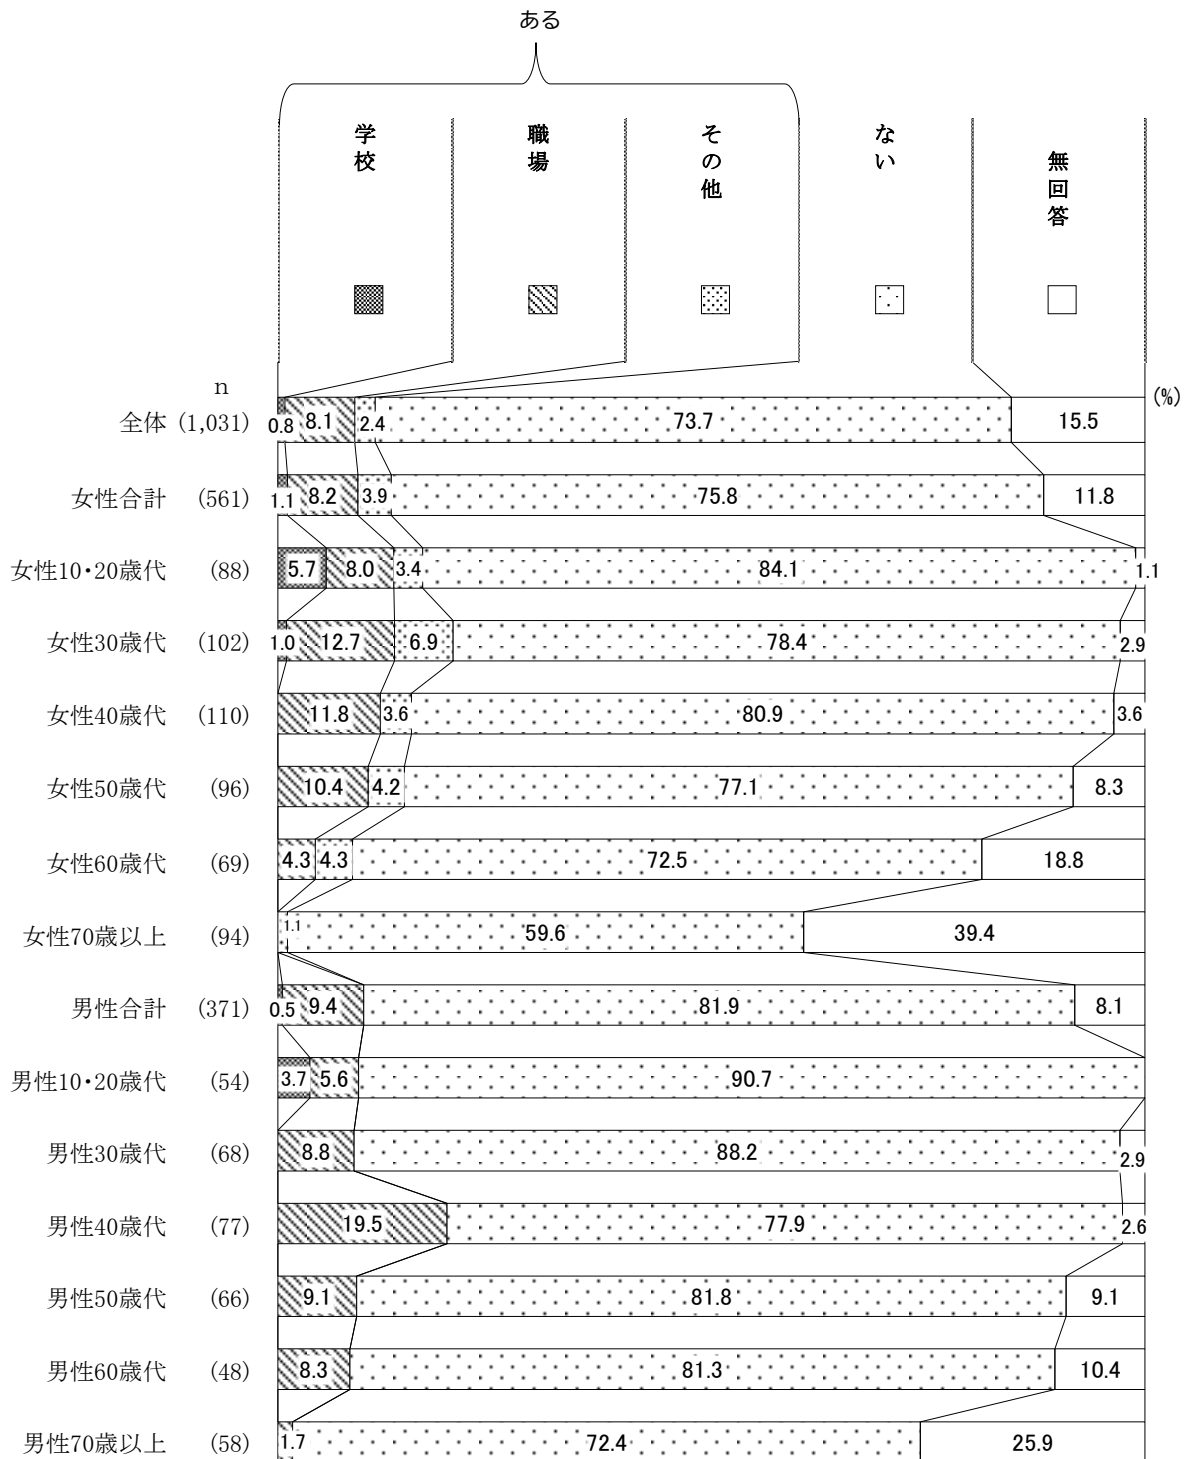 ある
学校
職場
その他
ない
無回答
n
(%)
全体 (1,031) 0.8 8.1 2.4 73.7 15.5
女性合計 (561) 1.1 8.2 3.9 75.8 11.8
女性10・20歳代 (88) 5.7 8.0 3.4 84.1 1.1
女性30歳代 (102) 1.0 12.7 6.9 78.4 2.9
女性40歳代 (110) 11.8 3.6 80.9 3.6
女性50歳代 (96) 10.4 4.2 77.1 8.3
女性60歳代 (69) 4.3 4.3 72.5 18.8
女性70歳以上 (94) 1.1 59.6 39.4
男性合計 (371) 0.5 9.4 81.9 8.1
男性10・20歳代 (54) 3.7 5.6 90.7
男性30歳代 (68) 8.8 88.2 2.9
男性40歳代 (77) 19.5 77.9 2.6
男性50歳代 (66) 9.1 81.8 9.1
男性60歳代 (48) 8.3 81.3 10.4
男性70歳以上 (58) 1.7 72.4 25.9